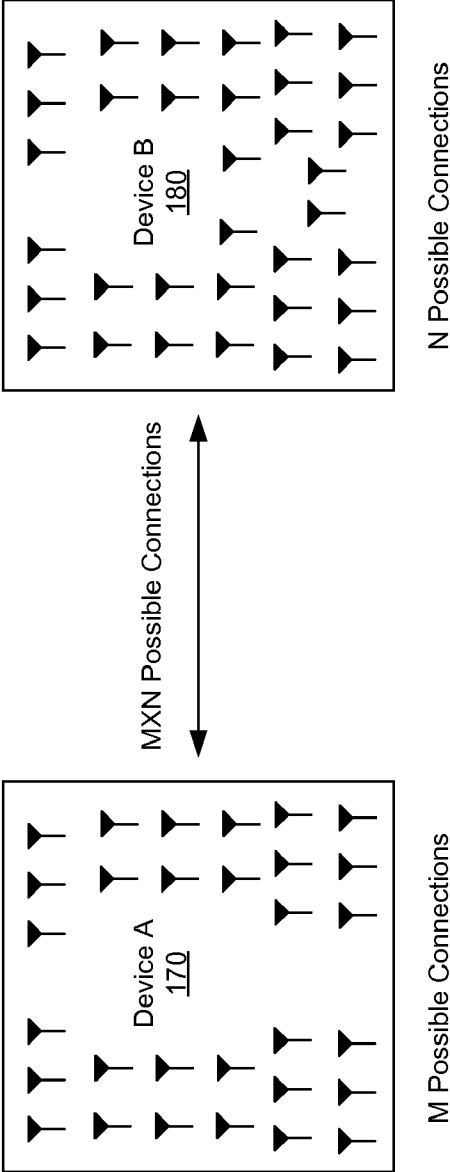 Device A
170
M Possible Connections
MXN Possible Connections
Device B
180
N Possible Connections